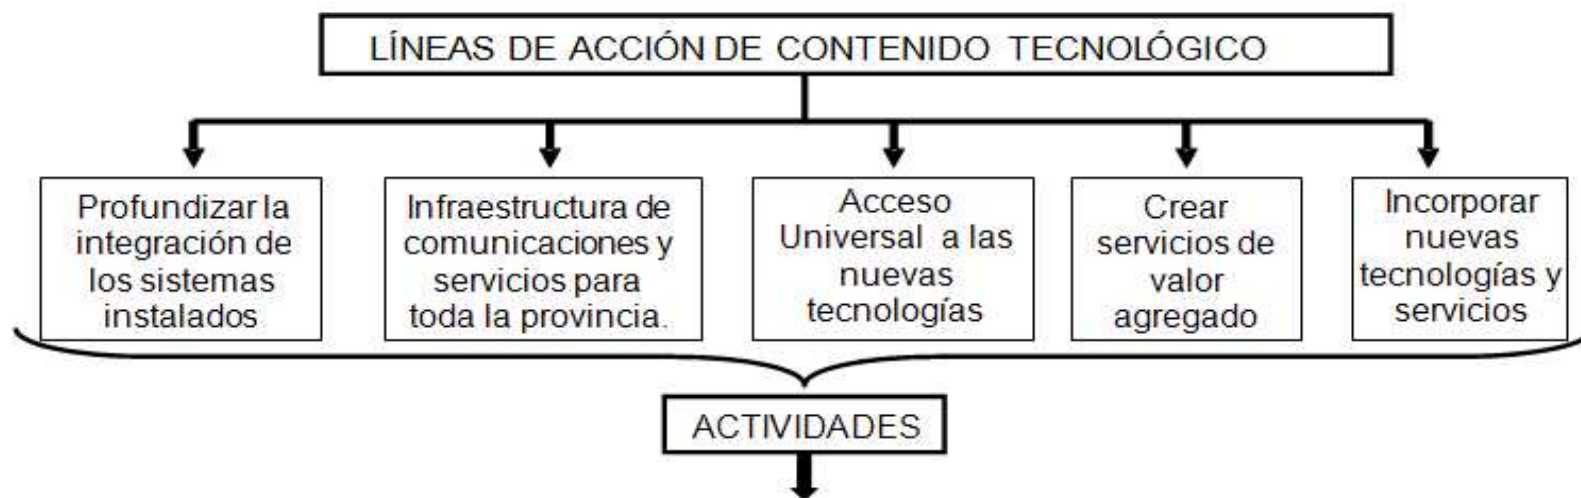 LÍNEAS DE ACCIÓN DE CONTENIDO TECNOLÓGICO
Profundizar la
integración de
los sistemas
instalados
Infraestructura de
comunicaciones y
servicios para
toda la provincia.
Acceso
Universal a las
nuevas
tecnologías
Crear
servicios de
valor
agregado
Incorporar
nuevas
tecnologías y
servicios
ACTIVIDADES